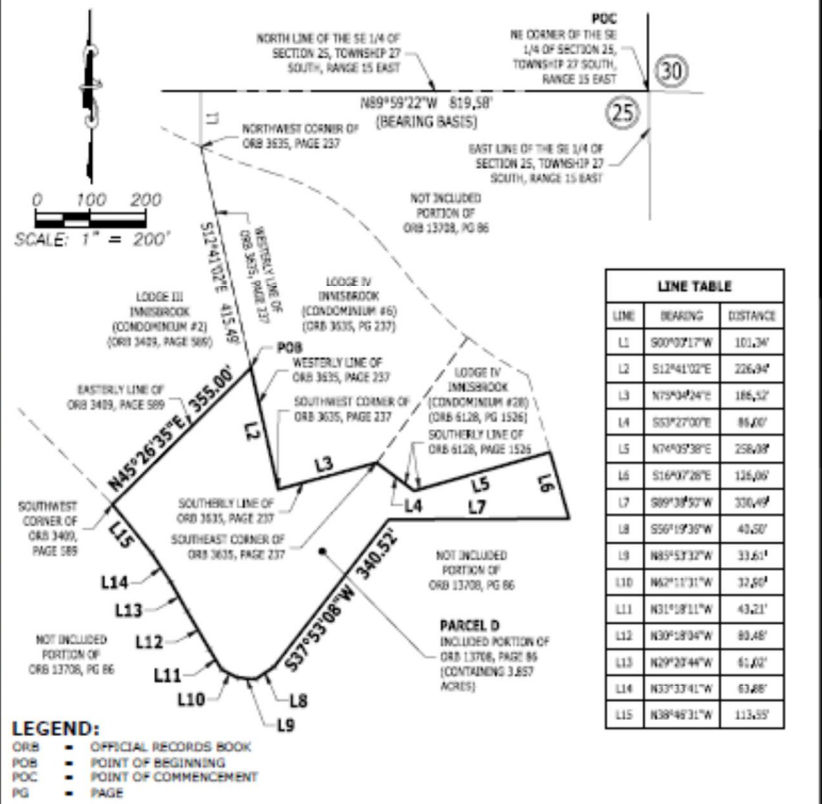 POC
NE CORNER OF THE SE
1/4 OF SECTION 25,
TOWNSHIP 27 SOUTH,
RANGE 15 EAST
NORTH LINE OF THE SE 1/4 OF
SECTION 25, TOWNSHIP 27
SOUTH, RANGE 15 EAST
30
25
N89°59'22"W 819.58'
(BEARING BASIS)
L1
NORTHWEST CORNER OF
ORB 3635, PAGE 237
EAST LINE OF THE SE 1/4 OF
SECTION 25, TOWNSHIP 27
SOUTH, RANGE 15 EAST
0 100 200
SCALE: 1" = 200'
NOT INCLUDED
PORTION OF
ORB 13708, PG 86
S12°41'02"E 415.49'
WESTERLY LINE OF
ORB 3635, PAGE 237
LODGE III
INNISBROOK
(CONDOMINIUM #2)
(ORB 3409, PAGE 589)
LODGE IV
INNISBROOK
(CONDOMINIUM #6)
(ORB 3635, PG 237)
POB
WESTERLY LINE OF
ORB 3635, PAGE 237
EASTERLY LINE OF
ORB 3409, PAGE 589
N45°26'35"E 355.00'
SOUTHWEST CORNER OF
ORB 3635, PAGE 237
LODGE IV
INNISBROOK
(CONDOMINIUM #28)
(ORB 6128, PG 1526)
SOUTHERLY LINE OF
ORB 6128, PAGE 1526
L2
L3
L4
L5
L6
L7
SOUTHWEST
CORNER OF
ORB 3409,
PAGE 589
SOUTHERLY LINE OF
ORB 3635, PAGE 237
SOUTHEAST CORNER OF
ORB 3635, PAGE 237
L15
L14
L13
L12
L11
L10
L9
L8
S37°53'08"W 340.52'
NOT INCLUDED
PORTION OF
ORB 13708, PG 86
NOT INCLUDED
PORTION OF
ORB 13708, PG 86
PARCEL D
INCLUDED PORTION OF
ORB 13708, PAGE 86
(CONTAINING 3.857
ACRES)
LINE TABLE
LINE BEARING DISTANCE
L1 101.34'
L2 S12°41'02"E 226.94'
L3 N75°04'24"E 186.52'
L4 S53°27'00"E 86.00'
L5 N74°05'38"E 258.08'
L6 S16°07'28"E 126.06'
L7 S89°38'50"W 330.49'
L8 S56°19'36"W 40.50'
L9 N85°53'32"W 33.61'
L10 N62°11'31"W 32.90'
L11 N31°18'11"W 43.21'
L12 N30°18'04"W 80.48'
L13 N29°20'44"W 61.02'
L14 N33°33'41"W 63.88'
L15 N38°46'31"W 113.55'
LEGEND:
ORB = OFFICIAL RECORDS BOOK
POB = POINT OF BEGINNING
POC = POINT OF COMMENCEMENT
PG = PAGE